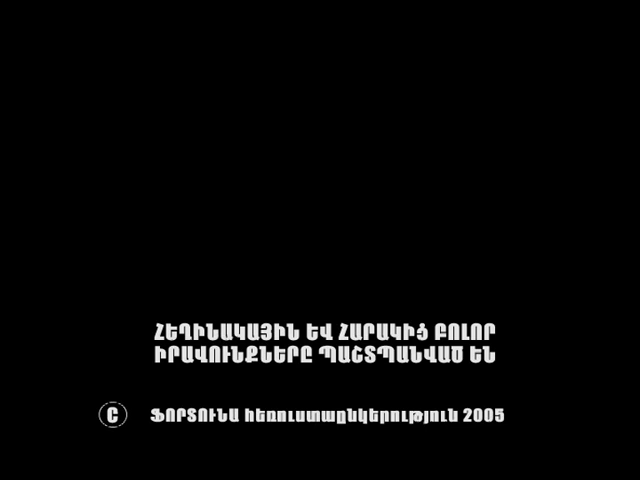 ՀԵՂԻՆԱԿԱՅԻՆ ԵՎ ՀԱՐԱԿԻՑ ԲՈԼՈՐ
ԻՐԱՎՈՒՆՔՆԵՐԸ ՊԱՇՏՊԱՆՎԱԾ ԵՆ
C ՖՈՐՏՈՒՆԱ հեռուստաընկերություն 2005